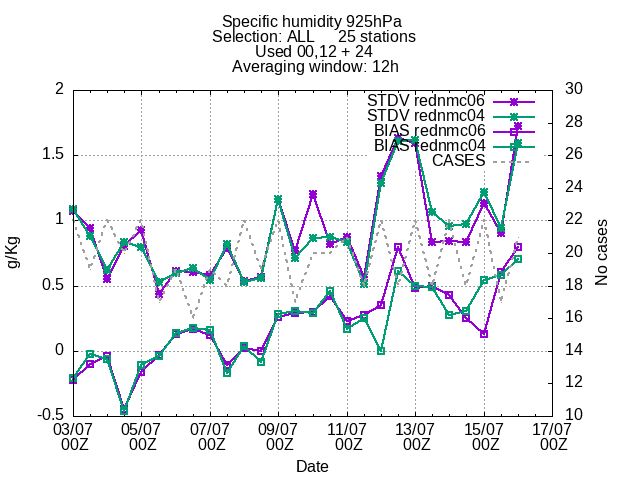 Specific humidity 925hPa
Selection: ALL 25 stations
Used 00,12 + 24
Averaging window: 12h
STDV rednmc06
STDV rednmc04
BIAS rednmc06
BIAS rednmc04
CASES
g/Kg
2
1.5
1
0.5
0
-0.5
No cases
30
28
26
24
22
20
18
16
14
12
10
03/07 05/07 07/07 09/07 11/07 13/07 15/07 17/07
00Z 00Z 00Z 00Z 00Z 00Z 00Z 00Z
Date